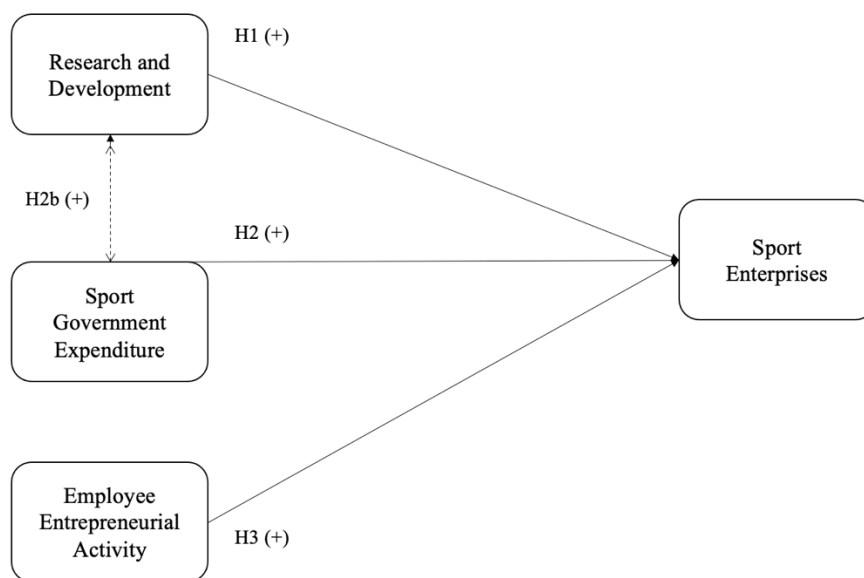 H1 (+)
Research and
Development
H2b (+)
H2 (+)
Sport
Enterprises
Sport
Government
Expenditure
Employee
Entrepreneurial
Activity
H3 (+)